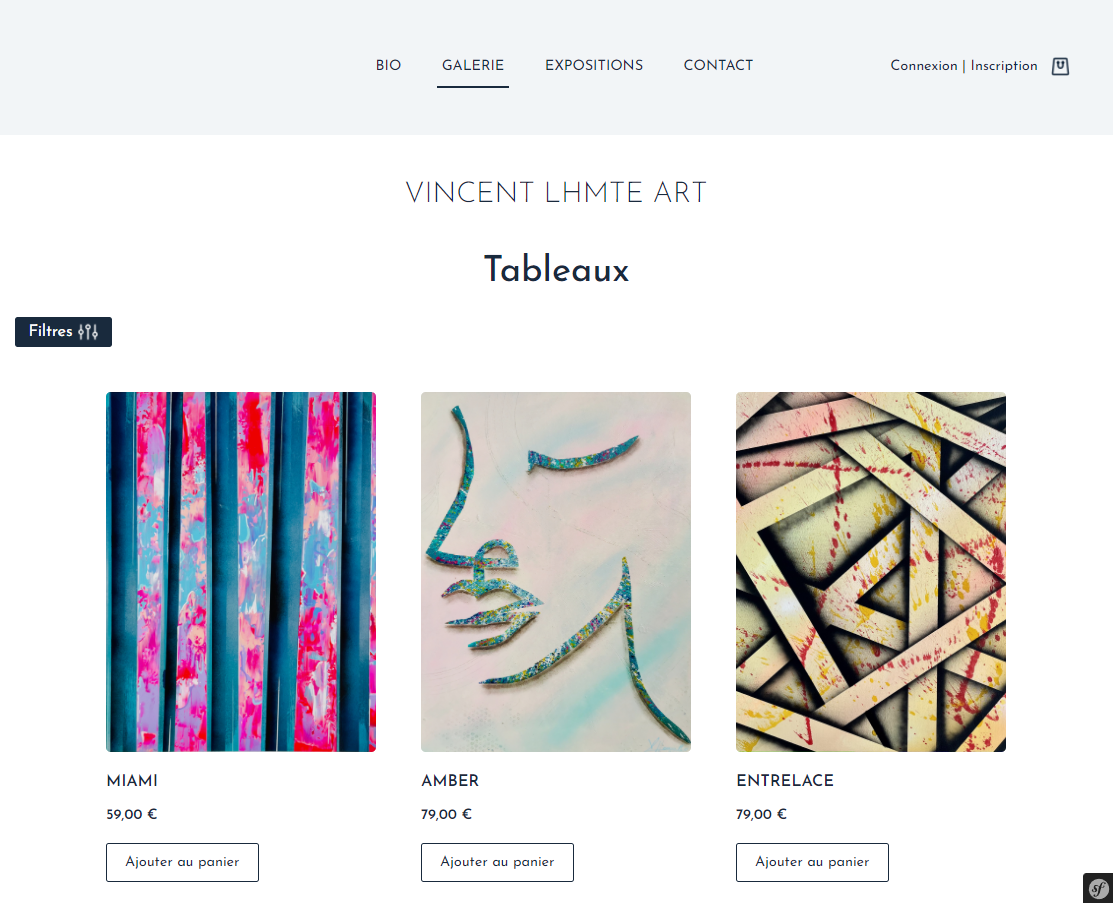 BIO GALERIE EXPOSITIONS CONTACT Connexion | Inscription
VINCENT LHMTE ART
Tableaux
Filtres
MIAMI AMBER ENTRELACE
59,00 € 79,00 € 79,00 €
Ajouter au panier Ajouter au panier Ajouter au panier
sf